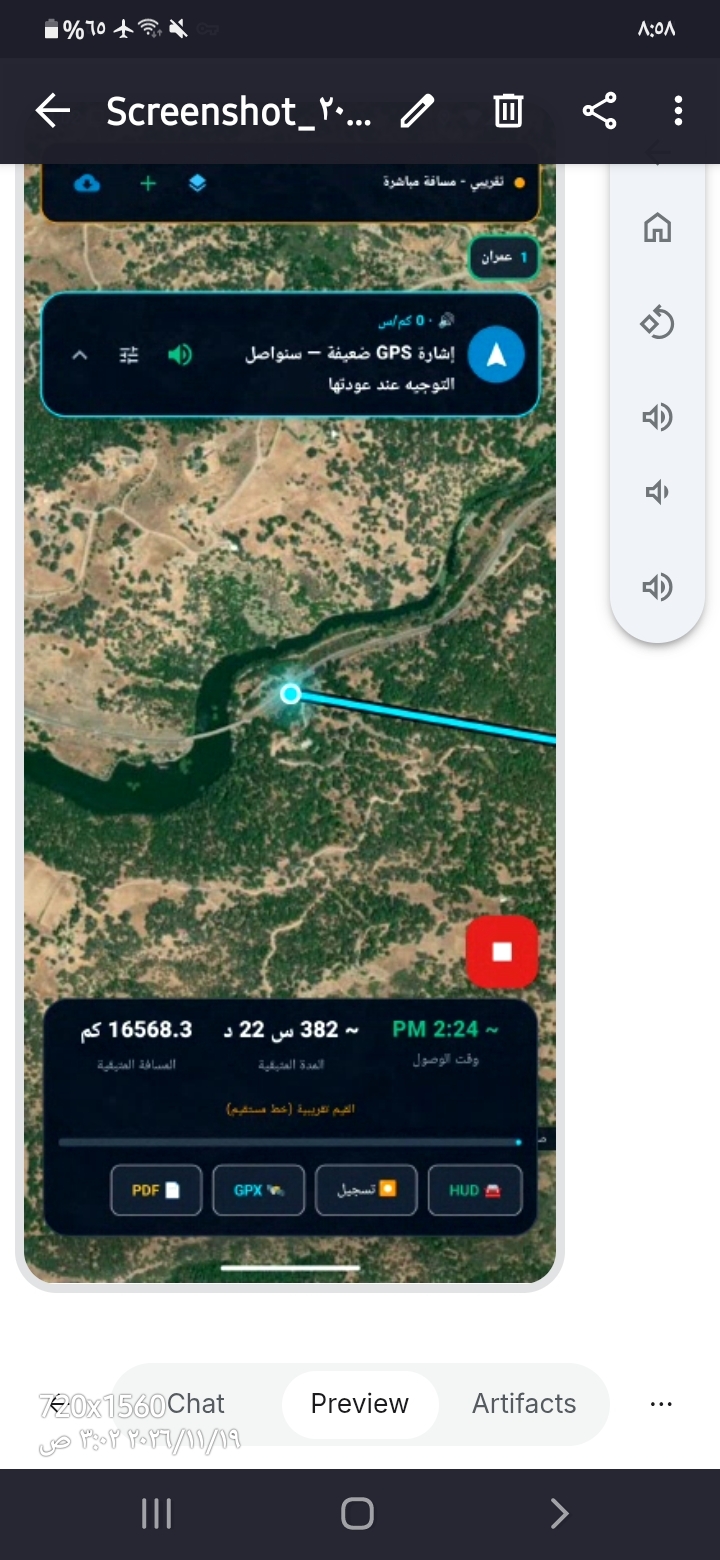 %٦٥
٨:٥٨
Screenshot_٢٠...
تقريبي - مسافة مباشرة
1 عمران
0 كم/س
إشارة GPS ضعيفة — سنواصل
التوجيه عند عودتها
~ 2:24 PM
وقت الوصول
~ 382 س 22 د
المدة المتبقية
16568.3 كم
المسافة المتبقية
القيم تقريبية (خط مستقيم)
HUD
تسجيل
GPX
PDF
Chat
Preview
Artifacts
720x1560
٢٠٢٦/١١/١٩ ٣:٠٢ ص